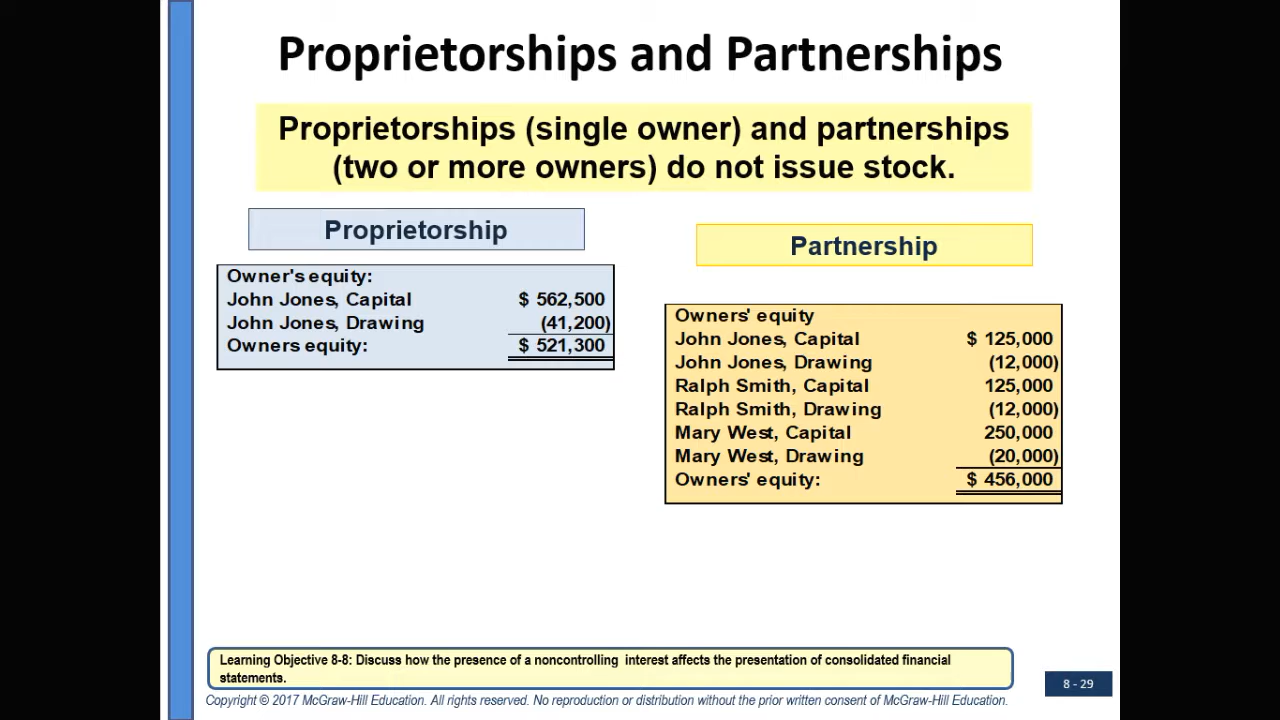 Proprietorships and Partnerships
Proprietorships (single owner) and partnerships
(two or more owners) do not issue stock.
Proprietorship
Owner's equity:
John Jones, Capital $ 562,500
John Jones, Drawing (41,200)
Owners equity: $ 521,300
Partnership
Owners' equity
John Jones, Capital $ 125,000
John Jones, Drawing (12,000)
Ralph Smith, Capital 125,000
Ralph Smith, Drawing (12,000)
Mary West, Capital 250,000
Mary West, Drawing (20,000)
Owners' equity: $ 456,000
Learning Objective 8-8: Discuss how the presence of a noncontrolling interest affects the presentation of consolidated financial
statements.
Copyright © 2017 McGraw-Hill Education. All rights reserved. No reproduction or distribution without the prior written consent of McGraw-Hill Education.
8 - 29